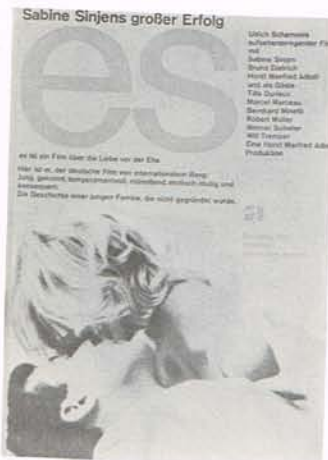 Sabine Sinjens großer Erfolg
es
Ulrich Schamonis
aufsehenerregender Film
mit
Sabine Sinjen
Bruno Dietrich
Horst Manfred Adloff
und als Gäste
Tilla Durieux
Marcel Marceau
Bernhard Minetti
Robert Müller
Werner Schwier
Will Tremper
Eine Horst Manfred Adloff
Produktion
es ist ein Film über die Liebe vor der Ehe
Hier ist er, der deutsche Film von internationalem Rang:
Jung, gekonnt, temperamentvoll, mitreißend, erotisch, mutig und
konsequent.
Die Geschichte einer jungen Familie, die nicht gegründet wurde.